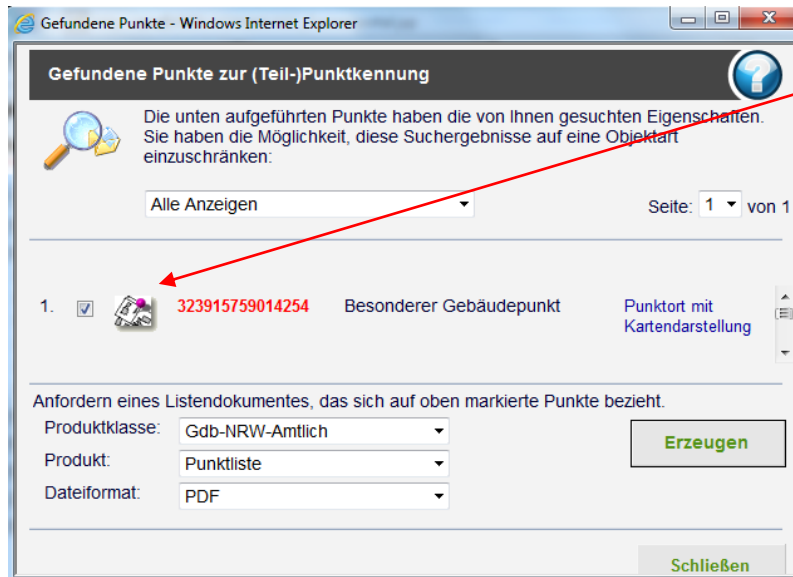 Gefundene Punkte - Windows Internet Explorer
Gefundene Punkte zur (Teil-)Punktkennung
Die unten aufgeführten Punkte haben die von Ihnen gesuchten Eigenschaften.
Sie haben die Möglichkeit, diese Suchergebnisse auf eine Objektart
einzuschränken:
Alle Anzeigen Seite: 1 von 1
1. 323915759014254 Besonderer Gebäudepunkt Punktort mit
Kartendarstellung
Anfordern eines Listendokumentes, das sich auf oben markierte Punkte bezieht.
Produktklasse: Gdb-NRW-Amtlich
Erzeugen
Produkt: Punktliste
Dateiformat: PDF
Schließen